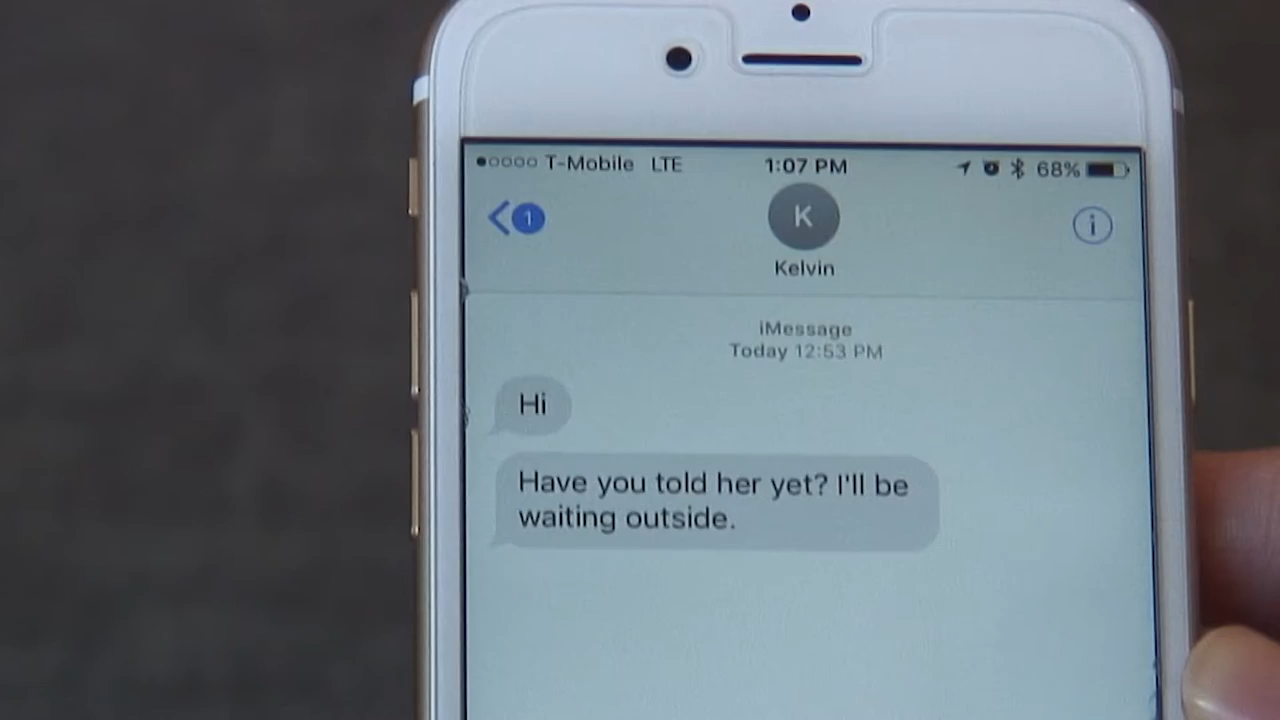 T-Mobile LTE 1:07 PM 68%
1
K
Kelvin
iMessage
Today 12:53 PM
Hi
Have you told her yet? I'll be
waiting outside.